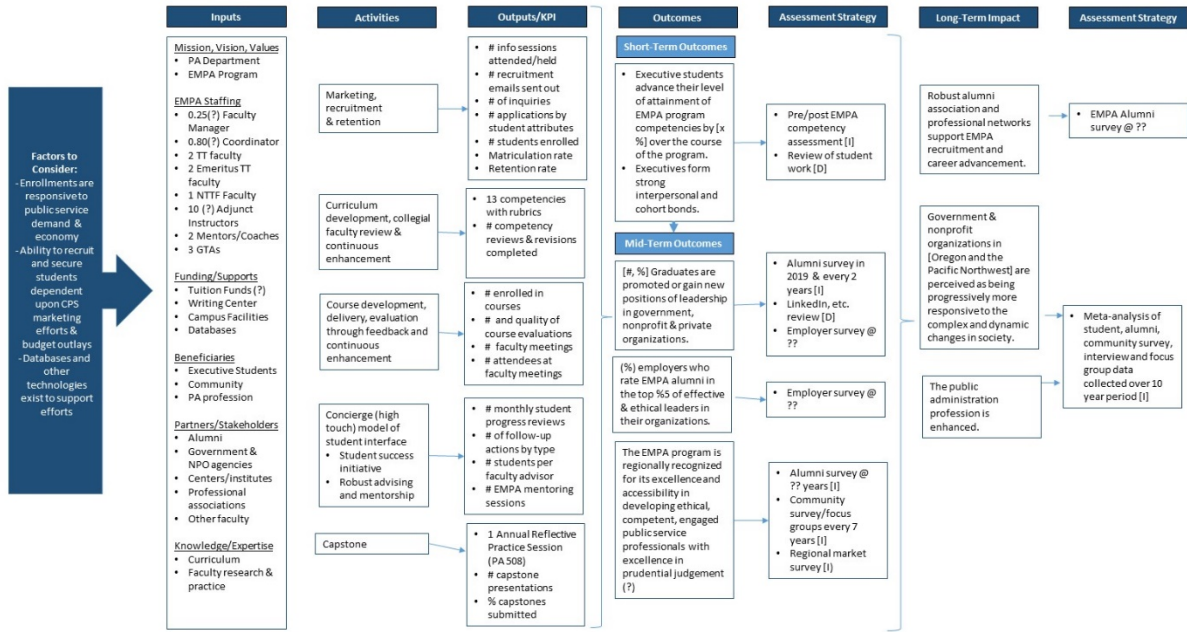 Inputs
Activities
Outputs/KPI
Outcomes
Assessment Strategy
Long-Term Impact
Assessment Strategy
Factors to
Consider:
- Enrollments are
responsive to
public service
demand &
economy
- Ability to recruit
and secure
students
dependent
upon CPS
marketing
efforts &
budget outlays
- Databases and
other
technologies
exist to support
efforts
Mission, Vision, Values
• PA Department
• EMPA Program
EMPA Staffing
• 0.25(?) Faculty
Manager
• 0.80(?) Coordinator
• 2 TT faculty
• 2 Emeritus TT
faculty
• 1 NTTF Faculty
• 10 (?) Adjunct
Instructors
• 2 Mentors/Coaches
• 3 GTAs
Funding/Supports
• Tuition Funds (?)
• Writing Center
• Campus Facilities
• Databases
Beneficiaries
• Executive Students
• Community
• PA profession
Partners/Stakeholders
• Alumni
• Government &
NPO agencies
• Centers/institutes
• Professional
associations
• Other faculty
Knowledge/Expertise
• Curriculum
• Faculty research &
practice
Marketing,
recruitment
& retention
Curriculum development, collegial
faculty review & continuous
enhancement
Course development,
delivery, evaluation
through feedback and
continuous
enhancement
Concierge (high
touch) model of
student interface
• Student success
initiative
• Robust advising
and mentorship
Capstone
• # info sessions
attended/held
• # recruitment
emails sent out
• # of inquiries
• # applications by
student attributes
• # students enrolled
• Matriculation rate
• Retention rate
• 13 competencies
with rubrics
• # competency
reviews & revisions
completed
• # enrolled in
courses
• # and quality of
course evaluations
• # faculty meetings
• # attendees at
faculty meetings
• # monthly student
progress reviews
• # of follow-up
actions by type
• # students per
faculty advisor
• # EMPA mentoring
sessions
• 1 Annual Reflective
Practice Session
(PA 508)
• # capstone
presentations
• % capstones
submitted
Short-Term Outcomes
• Executive students
advance their level of
attainment of
EMPA program
competencies by [x
%] over the course of
the program.
• Executives form
strong
interpersonal and
cohort bonds.
Mid-Term Outcomes
[#, %] Graduates are
promoted or gain new
positions of leadership
in government,
nonprofit & private
organizations.
(%) employers who
rate EMPA alumni in
the top %5 of effective
& ethical leaders in
their organizations.
The EMPA program is
regionally recognized
for its excellence and
accessibility in
developing ethical,
competent, engaged
public service
professionals with
excellence in
prudential judgement
(?)
• Pre/post EMPA
competency
assessment [I]
• Review of student
work [D]
• Alumni survey in
2019 & every 2
years [I]
• LinkedIn, etc.
review [D]
• Employer survey @
??
• Employer survey @
??
• Alumni survey @
?? years [I]
• Community
survey/focus
groups every 7
years [I]
• Regional market
survey [I)
Robust alumni
association and
professional networks
support EMPA
recruitment and
career advancement.
Government &
nonprofit
organizations in
[Oregon and the
Pacific Northwest] are
perceived as being
progressively more
responsive to the
complex and dynamic
changes in society.
The public
administration
profession is
enhanced.
• EMPA Alumni
survey @ ??
• Meta-analysis of
student, alumni,
community survey,
interview and focus
group data
collected over 10
year period [I]